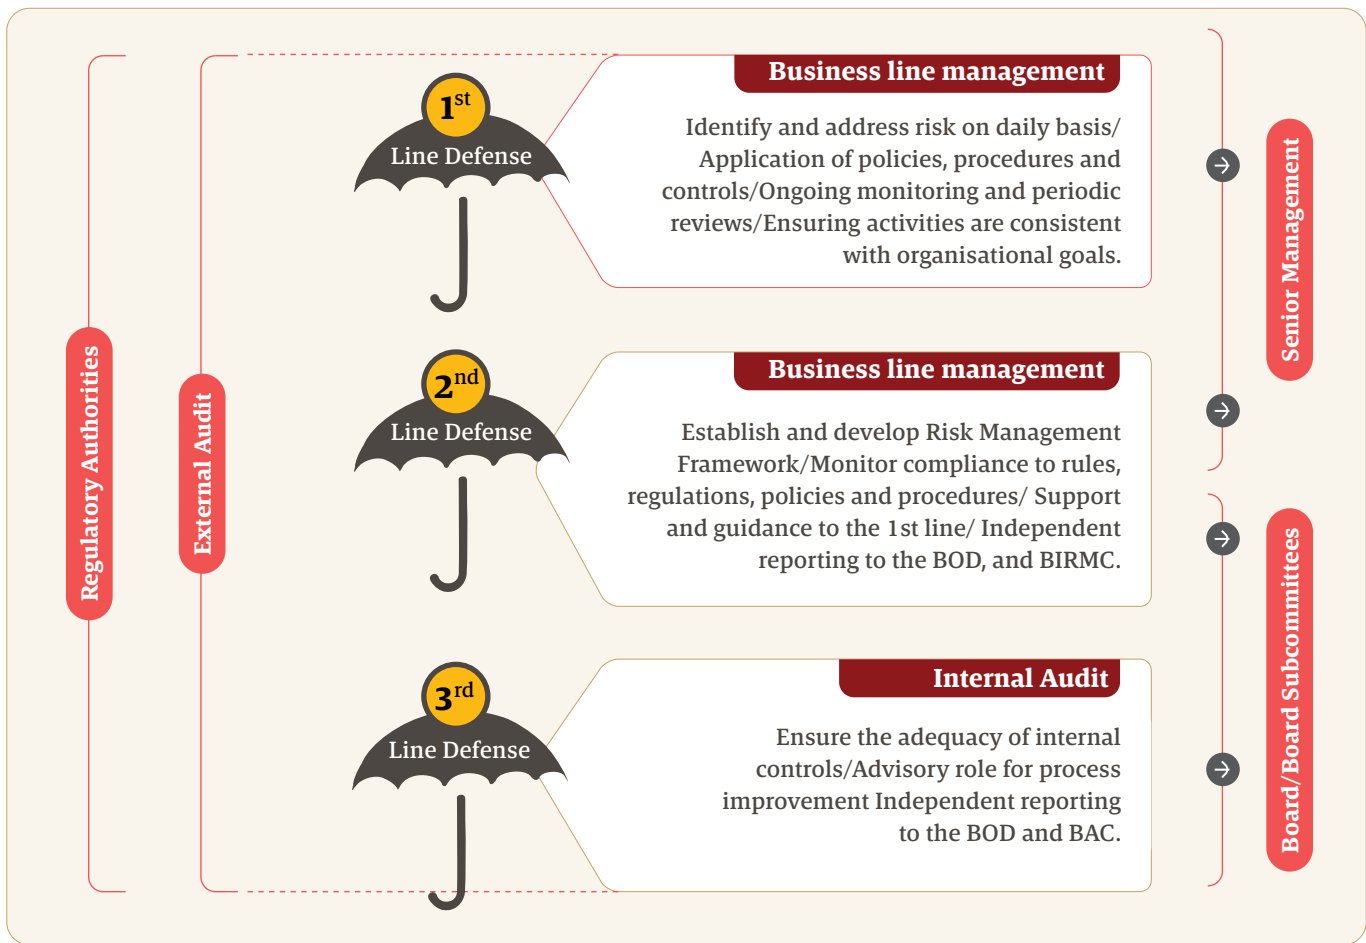 Regulatory Authorities
External Audit
1st
Line Defense
Business line management
Identify and address risk on daily basis/
Application of policies, procedures and
controls/Ongoing monitoring and periodic
reviews/Ensuring activities are consistent
with organisational goals.
2nd
Line Defense
Business line management
Establish and develop Risk Management
Framework/Monitor compliance to rules,
regulations, policies and procedures/ Support
and guidance to the 1st line/ Independent
reporting to the BOD, and BIRMC.
3rd
Line Defense
Internal Audit
Ensure the adequacy of internal
controls/Advisory role for process
improvement Independent reporting
to the BOD and BAC.
Senior Management
Board/Board Subcommittees